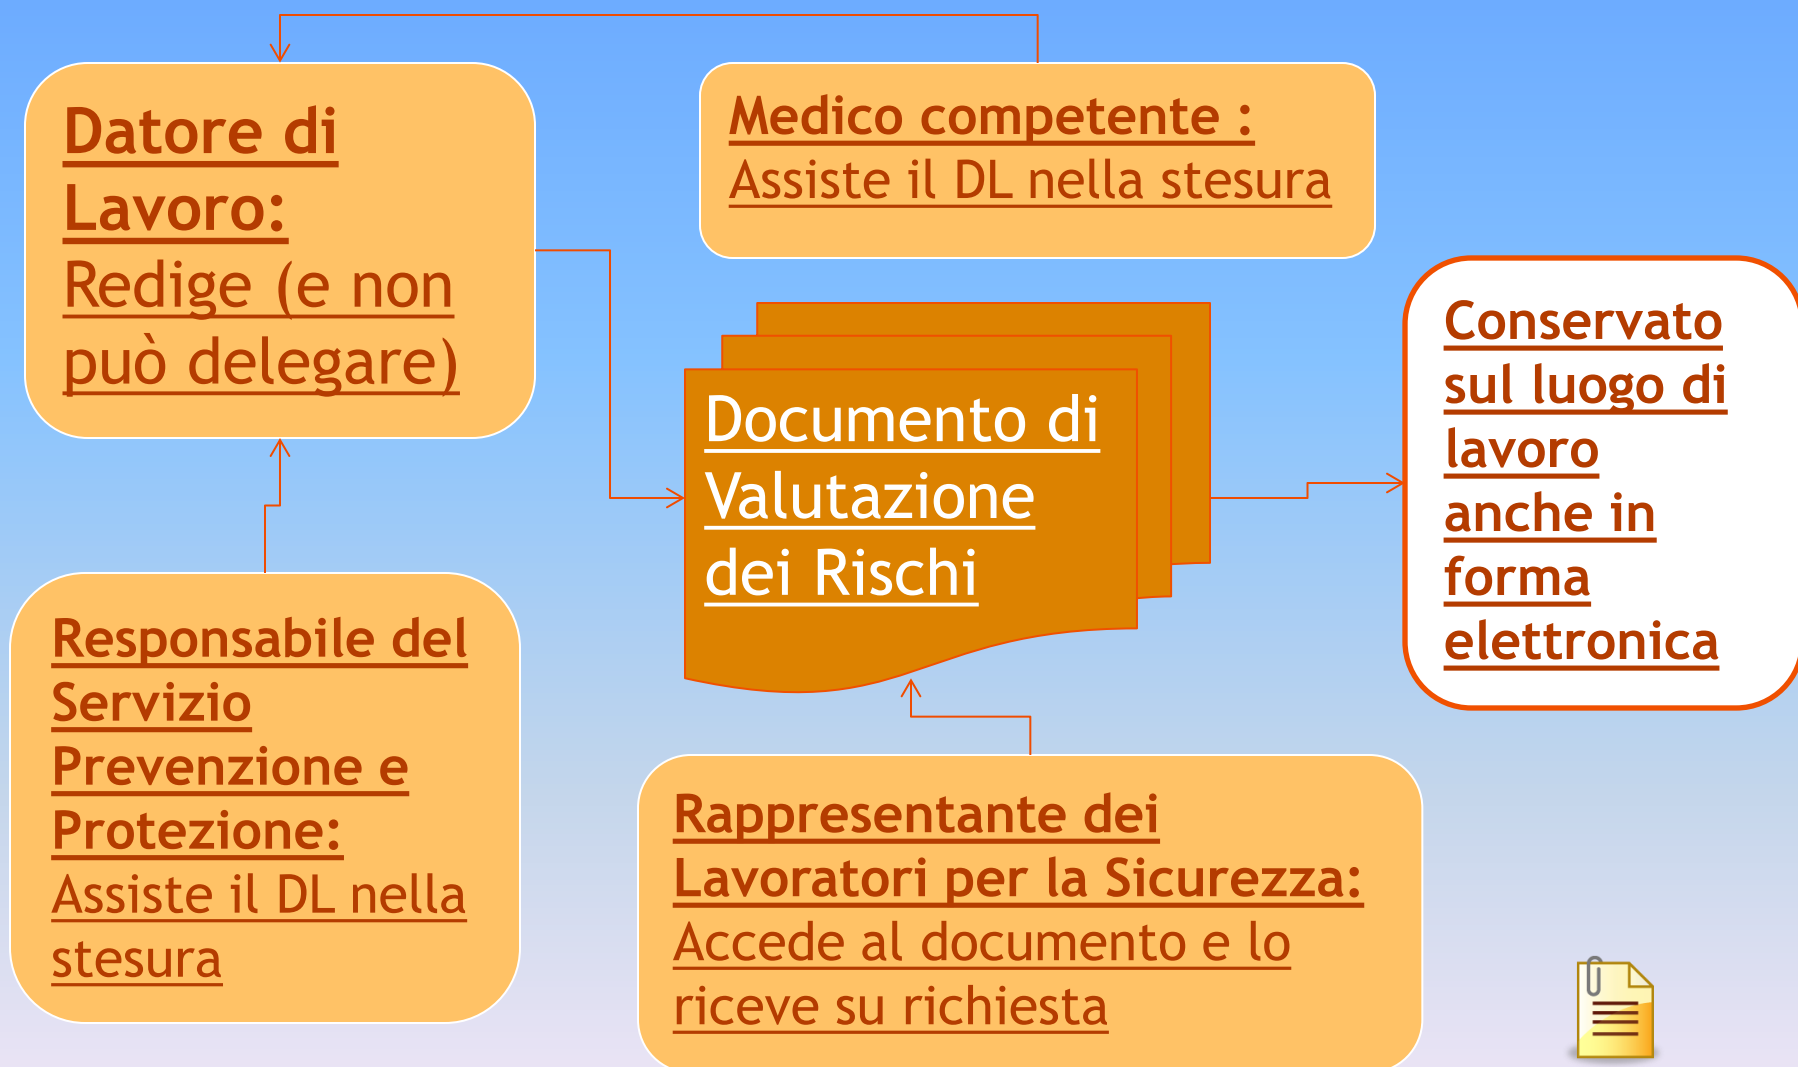 Datore di
Lavoro:
Redige (e non
può delegare)
Medico competente :
Assiste il DL nella stesura
Documento di
Valutazione
dei Rischi
Conservato
sul luogo di
lavoro
anche in
forma
elettronica
Responsabile del
Servizio
Prevenzione e
Protezione:
Assiste il DL nella
stesura
Rappresentante dei
Lavoratori per la Sicurezza:
Accede al documento e lo
riceve su richiesta